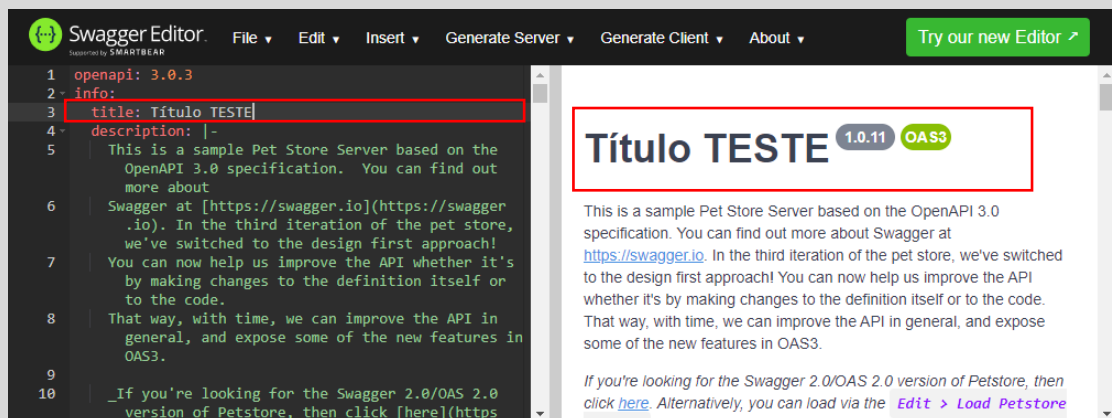 Swagger Editor.
Supported by SMARTBEAR
File ▾ Edit ▾ Insert ▾ Generate Server ▾ Generate Client ▾ About ▾
Try our new Editor ↗
1 openapi: 3.0.3
2 info:
3 title: Título TESTE
4 description: |-
5 This is a sample Pet Store Server based on the
OpenAPI 3.0 specification. You can find out
more about
6 Swagger at [https://swagger.io](https://swagger
.io). In the third iteration of the pet store,
we've switched to the design first approach!
7 You can now help us improve the API whether it's
by making changes to the definition itself or
to the code.
8 That way, with time, we can improve the API in
general, and expose some of the new features in
OAS3.
9
10 _If you're looking for the Swagger 2.0/OAS 2.0
version of Petstore, then click [here](https
Título TESTE 1.0.11 OAS3
This is a sample Pet Store Server based on the OpenAPI 3.0
specification. You can find out more about Swagger at
https://swagger.io. In the third iteration of the pet store, we've switched
to the design first approach! You can now help us improve the API
whether it's by making changes to the definition itself or to the code.
That way, with time, we can improve the API in general, and expose
some of the new features in OAS3.
If you're looking for the Swagger 2.0/OAS 2.0 version of Petstore, then
click here. Alternatively, you can load via the Edit > Load Petstore